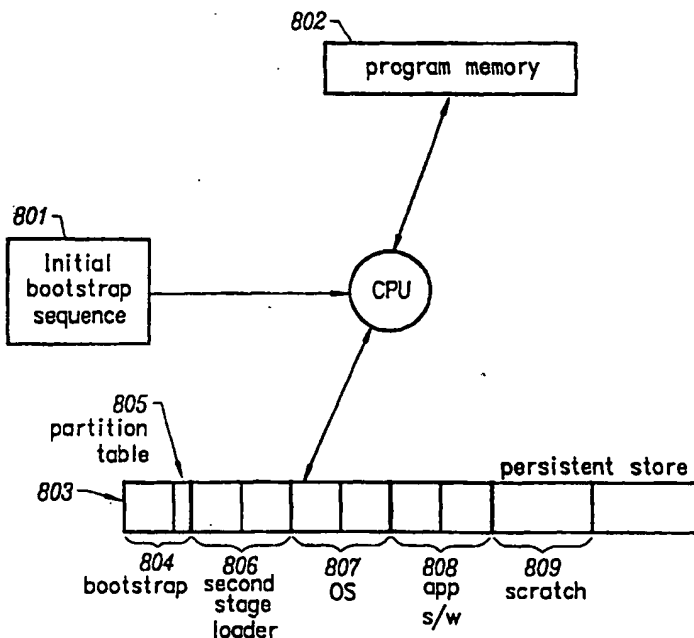 802
program memory
801
Initial
bootstrap
sequence
CPU
805
partition
table
persistent store
803
804
bootstrap
806
second
stage
loader
807
OS
808
app
s/w
809
scratch